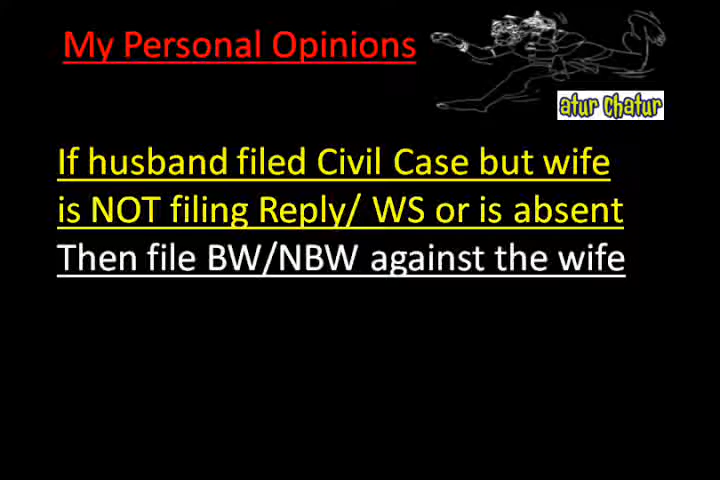 My Personal Opinions
atur chatur
If husband filed Civil Case but wife
is NOT filing Reply/ WS or is absent
Then file BW/NBW against the wife